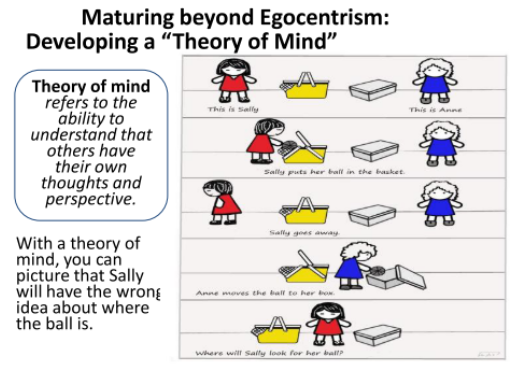 Maturing beyond Egocentrism:
Developing a “Theory of Mind”
Theory of mind
refers to the
ability to
understand that
others have
their own
thoughts and
perspective.
With a theory of
mind, you can
picture that Sally
will have the wrong
idea about where
the ball is.
This is Sally
This is Anne
Sally puts her ball in the basket.
Sally goes away.
Anne moves the ball to her box.
Where will Sally look for her ball?